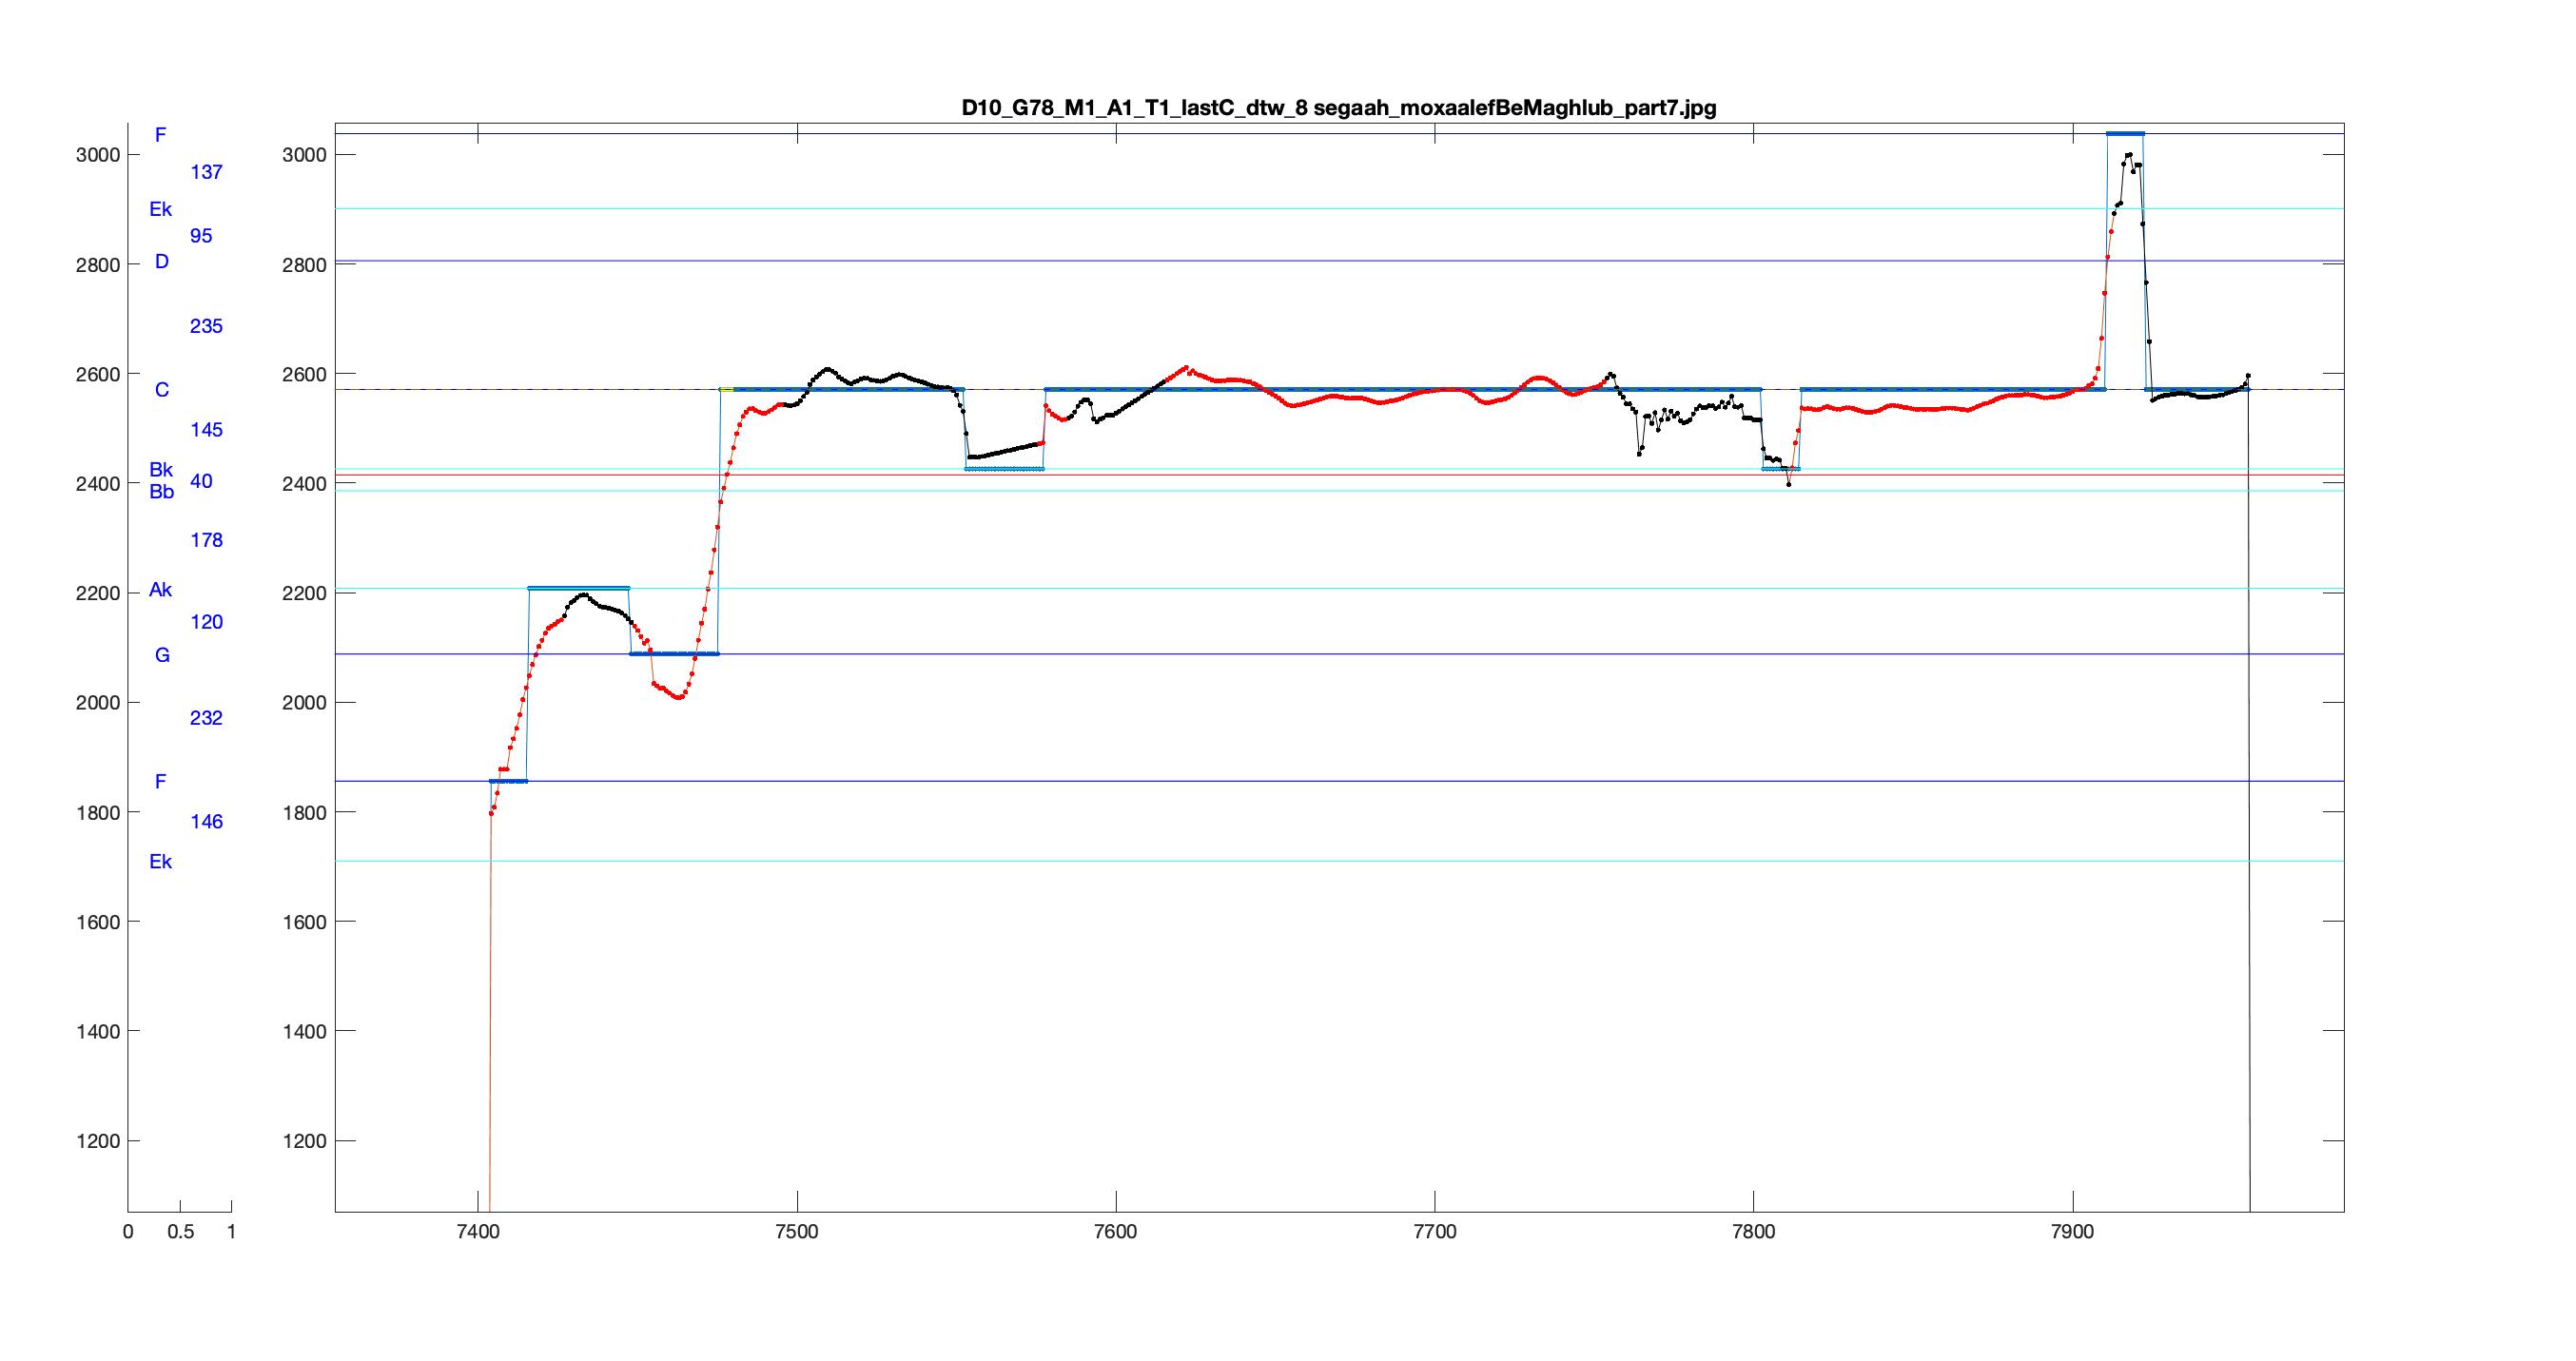 D10_G78_M1_A1_T1_lastC_dtw_8 segaah_moxaalefBeMaghlub_part7.jpg
F
3000 3000
137
Ek
95
D
2800 2800
235
2600 2600
C
145
Bk
40
2400 2400
Bb
178
Ak
2200 2200
120
G
2000 2000
232
F
1800 1800
146
Ek
1600 1600
1400 1400
1200 1200
0 0.5 1 7400 7500 7600 7700 7800 7900